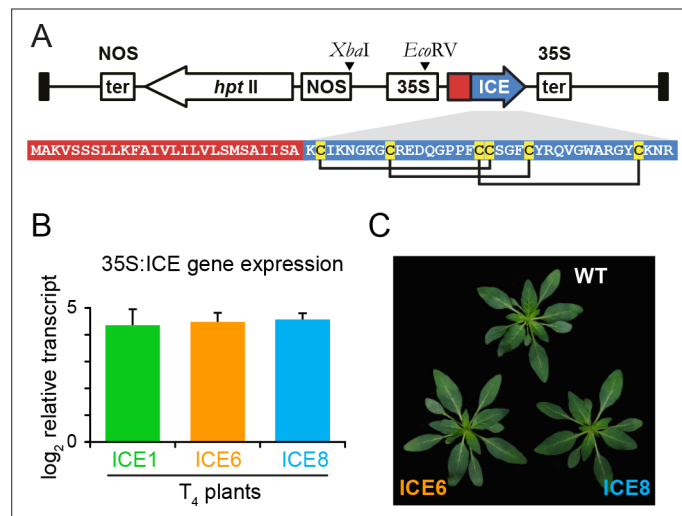 A
NOS XbaI EcoRV 35S
ter hpt II NOS 35S ICE ter
MAKVSSSLLKFAIVLILVLSMSAIISA KCIKNGKGCREDQGPPFCCSGFCYRQVGWARGYCKNR
B
35S:ICE gene expression
log2 relative transcript
5
0
ICE1 ICE6 ICE8
T4 plants
C
WT
ICE6 ICE8